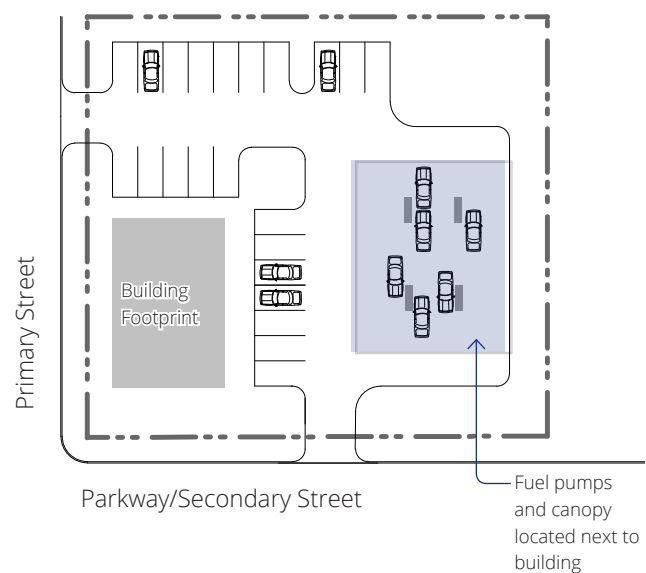 Building
Footprint
Primary Street
Parkway/Secondary Street
Fuel pumps
and canopy
located next to
building